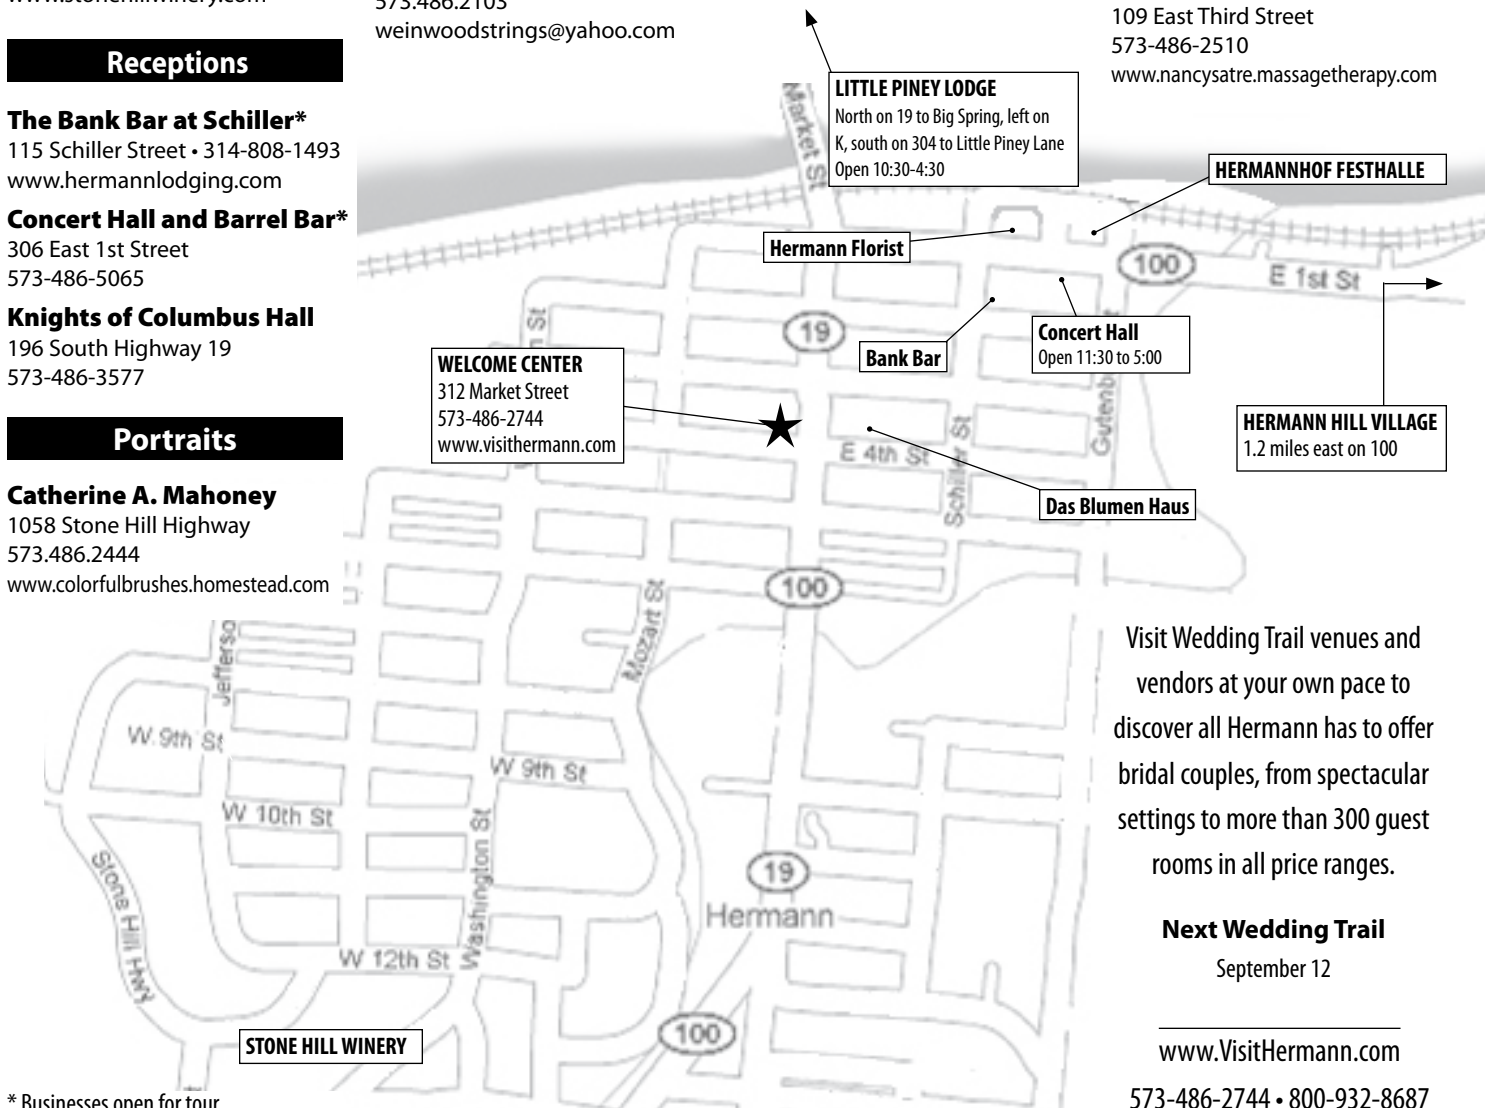 573.486.2103
weinwoodstrings@yahoo.com
109 East Third Street
573-486-2510
www.nancysatre.massagetherapy.com
Receptions
The Bank Bar at Schiller*
115 Schiller Street • 314-808-1493
www.hermannlodging.com
Concert Hall and Barrel Bar*
306 East 1st Street
573-486-5065
Knights of Columbus Hall
196 South Highway 19
573-486-3577
Portraits
Catherine A. Mahoney
1058 Stone Hill Highway
573.486.2444
www.colorfulbrushes.homestead.com
* Businesses open for tour
Market St
LITTLE PINEY LODGE
North on 19 to Big Spring, left on
K, south on 304 to Little Piney Lane
Open 10:30-4:30
HERMANNHOF FESTHALLE
Hermann Florist
100
E 1st St
19
Concert Hall
Open 11:30 to 5:00
Bank Bar
WELCOME CENTER
312 Market Street
573-486-2744
www.visithermann.com
HERMANN HILL VILLAGE
1.2 miles east on 100
E 4th St
Schiller St
Das Blumen Haus
100
Mozart St
W 9th St
W 9th St
W 10th St
Washington St
Stone Hill Hwy
19
Hermann
W 12th St
100
STONE HILL WINERY
Visit Wedding Trail venues and
vendors at your own pace to
discover all Hermann has to offer
bridal couples, from spectacular
settings to more than 300 guest
rooms in all price ranges.
Next Wedding Trail
September 12
www.VisitHermann.com
573-486-2744 • 800-932-8687